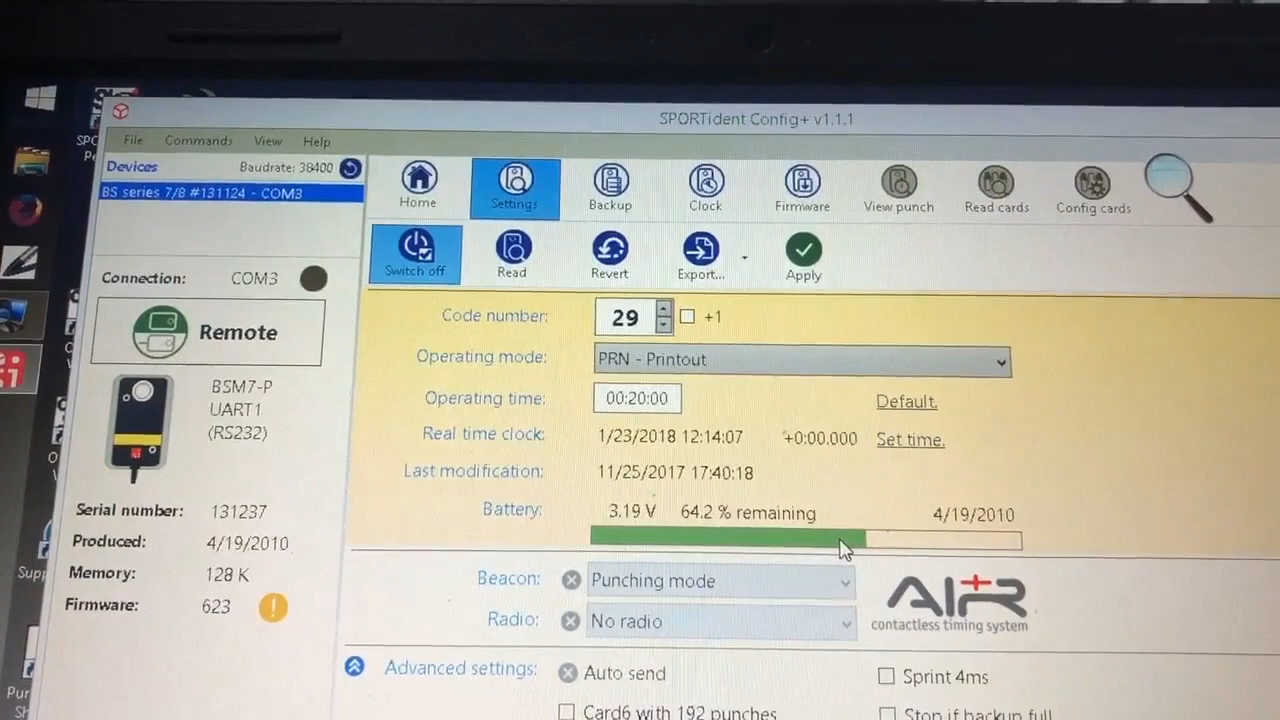 SPORTident Config+ v1.1.1
File Commands View Help
Devices Baudrate: 38400
BS series 7/8 #131124 - COM3
Home Settings Backup Clock Firmware View punch Read cards Config cards
Switch off Read Revert Export... Apply
Connection: COM3
Remote
BSM7-P
UART1
(RS232)
Serial number: 131237
Produced: 4/19/2010
Memory: 128 K
Firmware: 623
Code number: 29 +1
Operating mode: PRN - Printout
Operating time: 00:20:00 Default.
Real time clock: 1/23/2018 12:14:07 +0:00.000 Set time.
Last modification: 11/25/2017 17:40:18
Battery: 3.19 V 64.2 % remaining 4/19/2010
Beacon: Punching mode
Radio: No radio
AIR+
contactless timing system
Advanced settings: Auto send Sprint 4ms
Card6 with 192 punches Stop if backup full